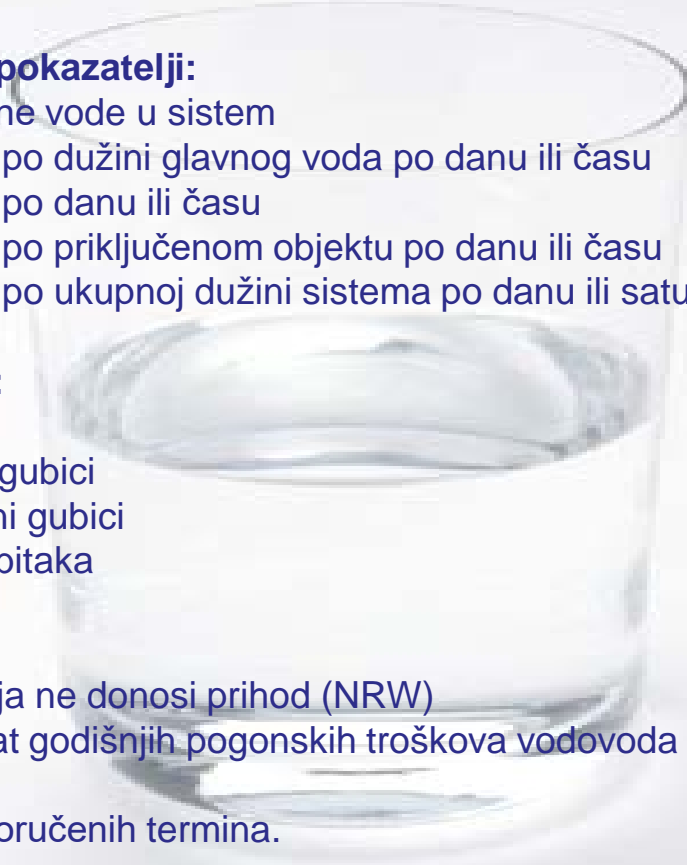 pokazatelji:
ne vode u sistem
po dužini glavnog voda po danu ili času
po danu ili času
po priključenom objektu po danu ili času
po ukupnoj dužini sistema po danu ili satu
:
gubici
ni gubici
bitaka
ja ne donosi prihod (NRW)
at godišnjih pogonskih troškova vodovoda
oručenih termina.